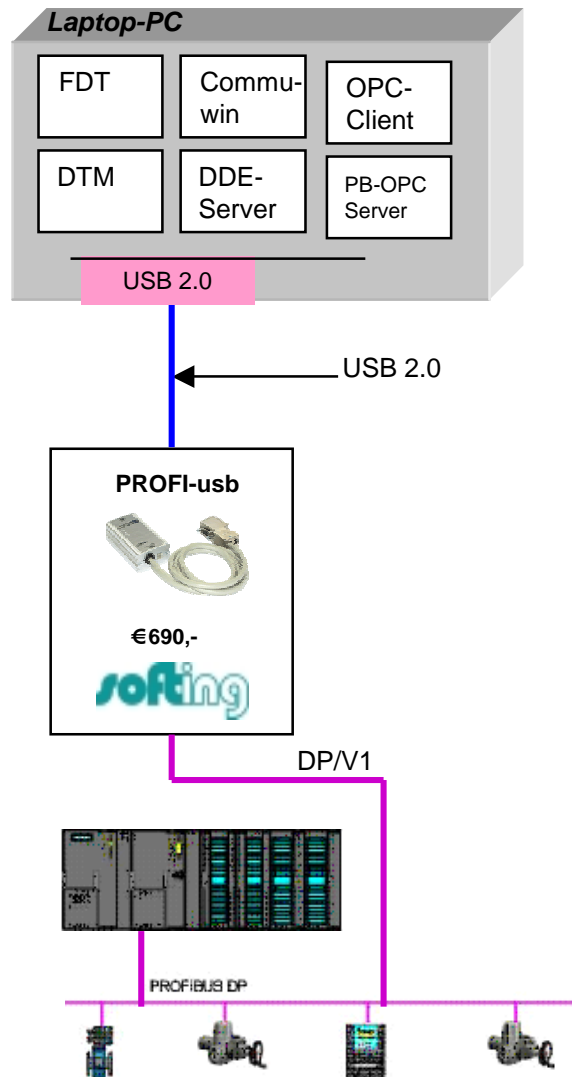 Laptop-PC
FDT
Commu-
win
OPC-
Client
DTM
DDE-
Server
PB-OPC
Server
USB 2.0
USB 2.0
PROFI-usb
€690,-
softing
DP/V1
PROFIBUS DP